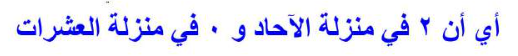 أي أن ٢ في منزلة الآحاد و ٠ في منزلة العشرات